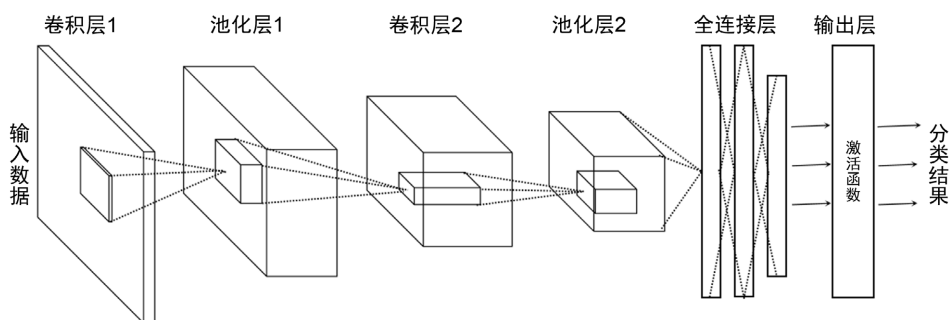 卷积层1
池化层1
卷积层2
池化层2
全连接层
输出层
输入数据
激活函数
分类结果